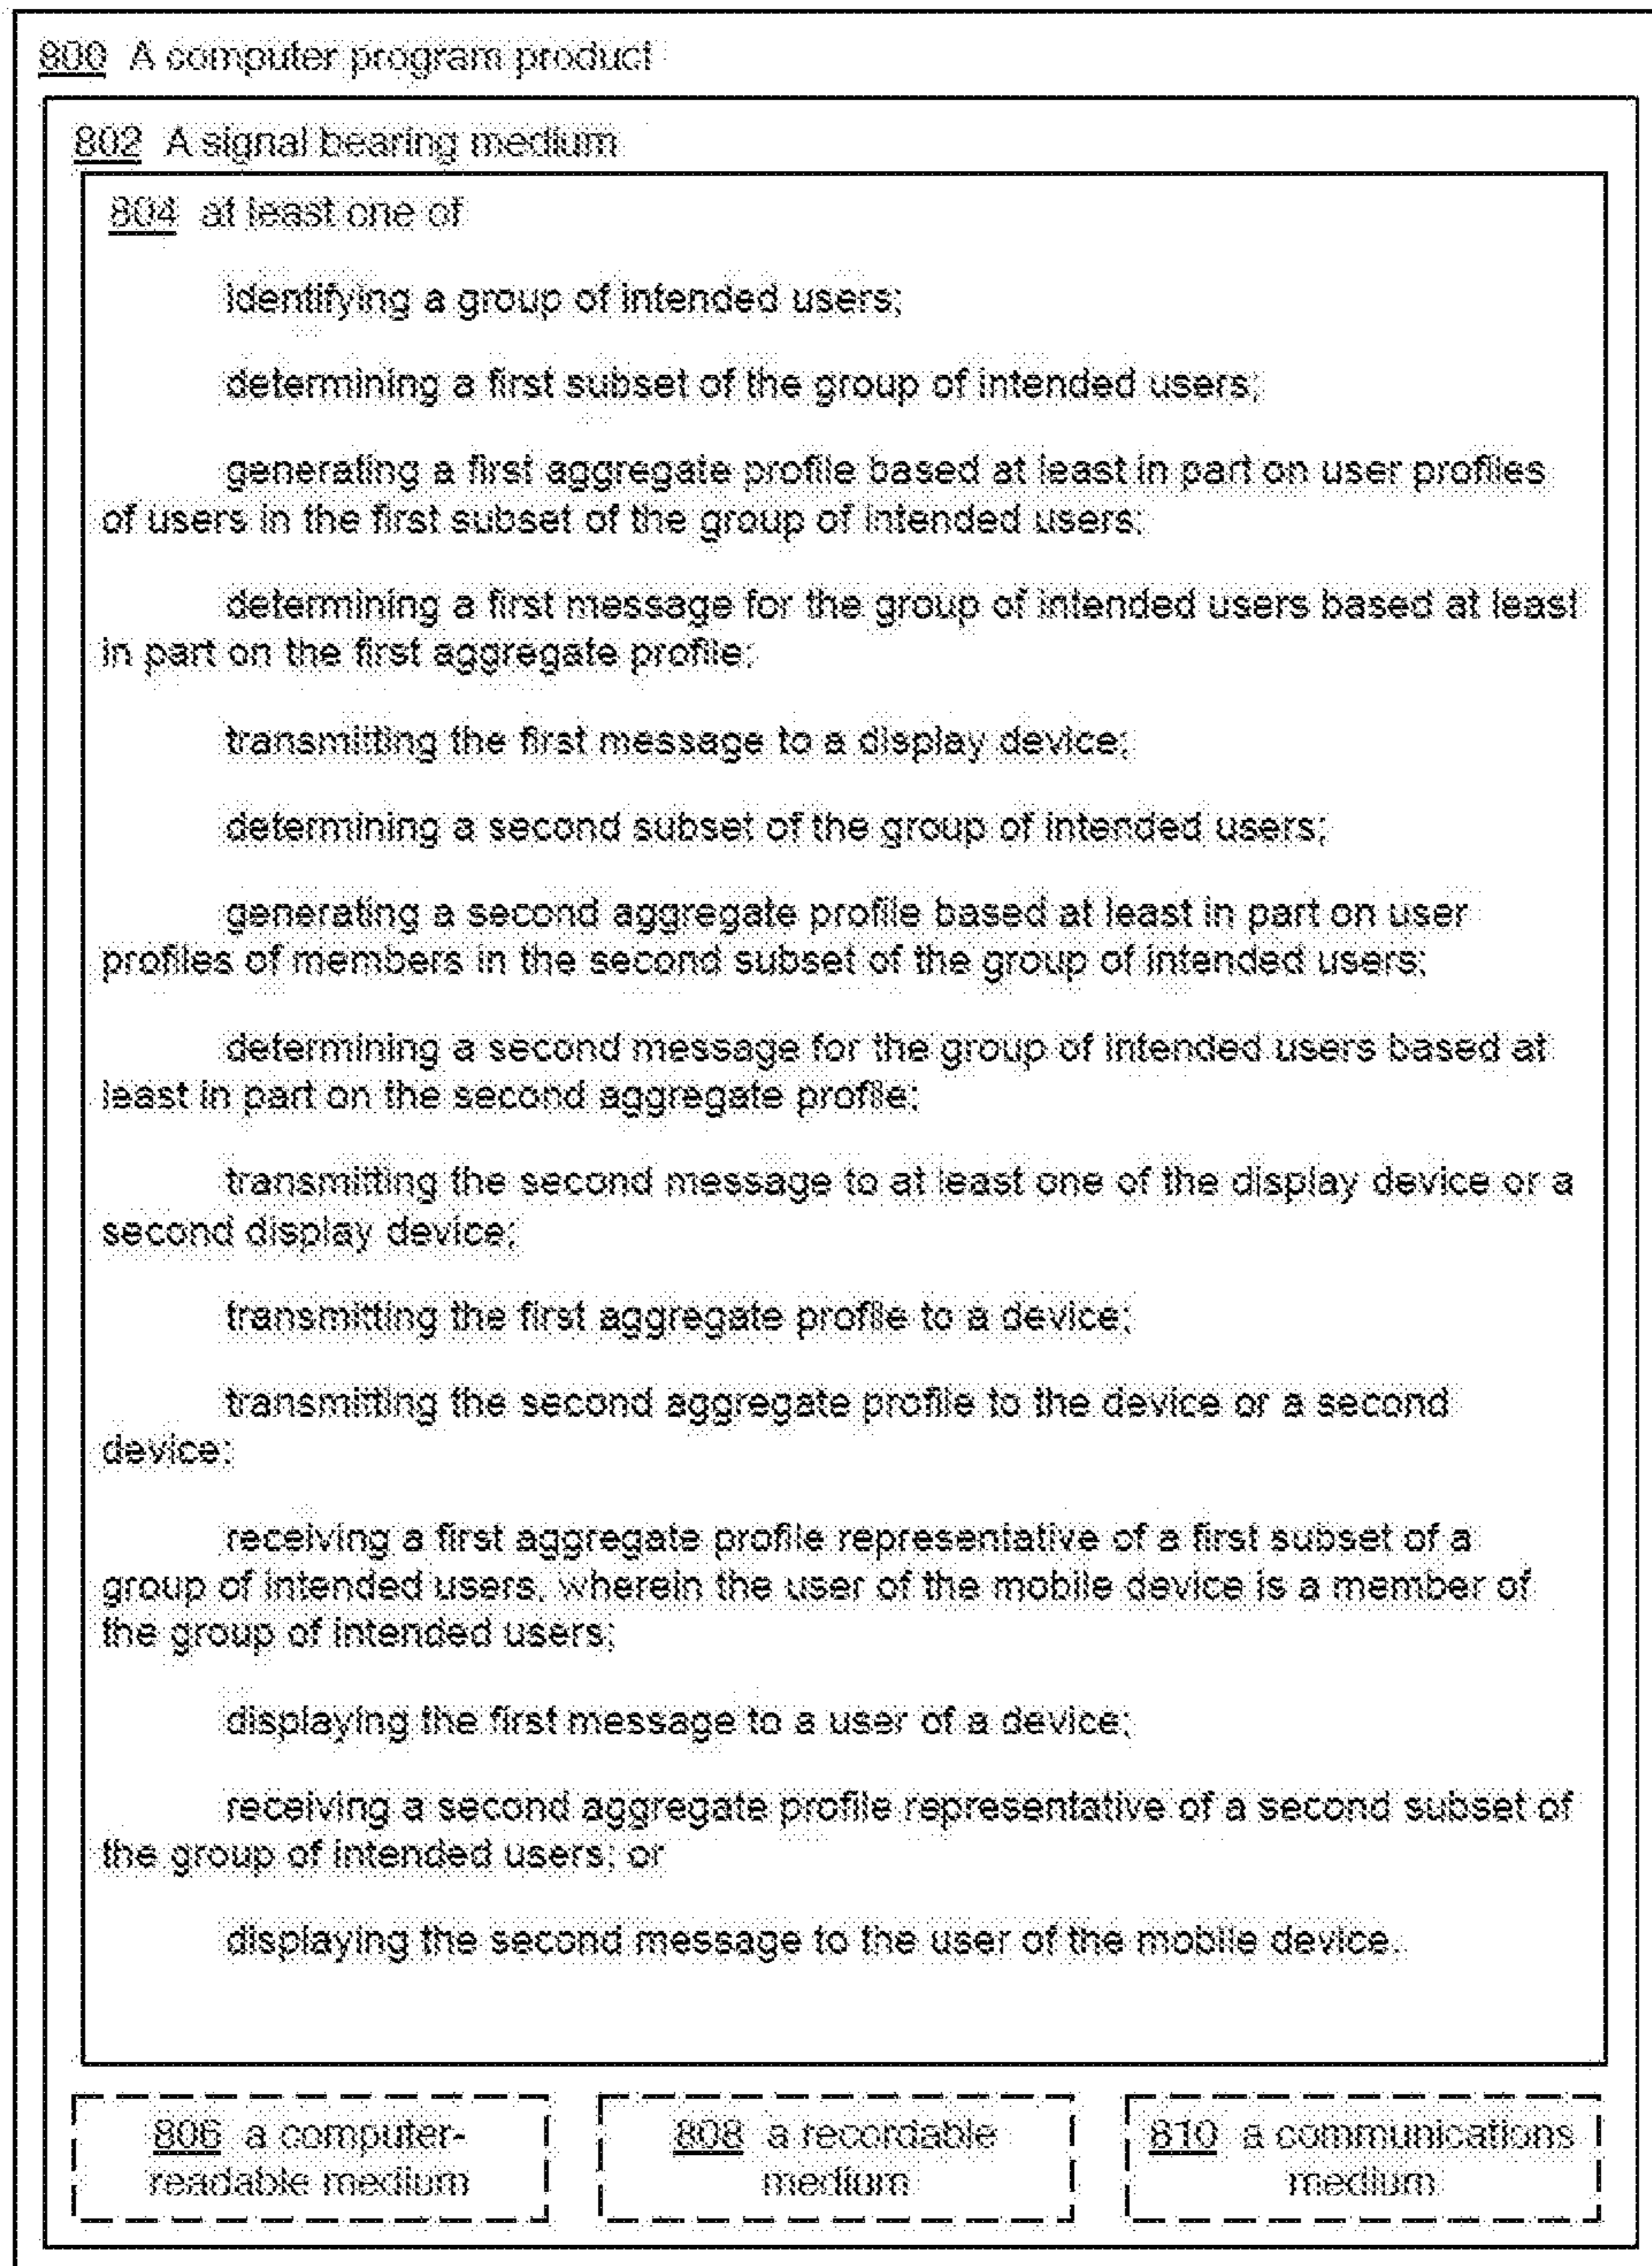 800 A computer program product
802 A signal bearing medium
804 at least one of
identifying a group of intended users;
determining a first subset of the group of intended users;
generating a first aggregate profile based at least in part on user profiles
of users in the first subset of the group of intended users;
determining a first message for the group of intended users based at least
in part on the first aggregate profile;
transmitting the first message to a display device;
determining a second subset of the group of intended users;
generating a second aggregate profile based at least in part on user
profiles of members in the second subset of the group of intended users;
determining a second message for the group of intended users based at
least in part on the second aggregate profile;
transmitting the second message to at least one of the display device or a
second display device;
transmitting the first aggregate profile to a device;
transmitting the second aggregate profile to the device or a second
device;
receiving a first aggregate profile representative of a first subset of a
group of intended users, wherein the user of the mobile device is a member of
the group of intended users;
displaying the first message to a user of a device;
receiving a second aggregate profile representative of a second subset of
the group of intended users; or
displaying the second message to the user of the mobile device.
806 a computer-
readable medium
808 a recordable
medium
810 a communications
medium